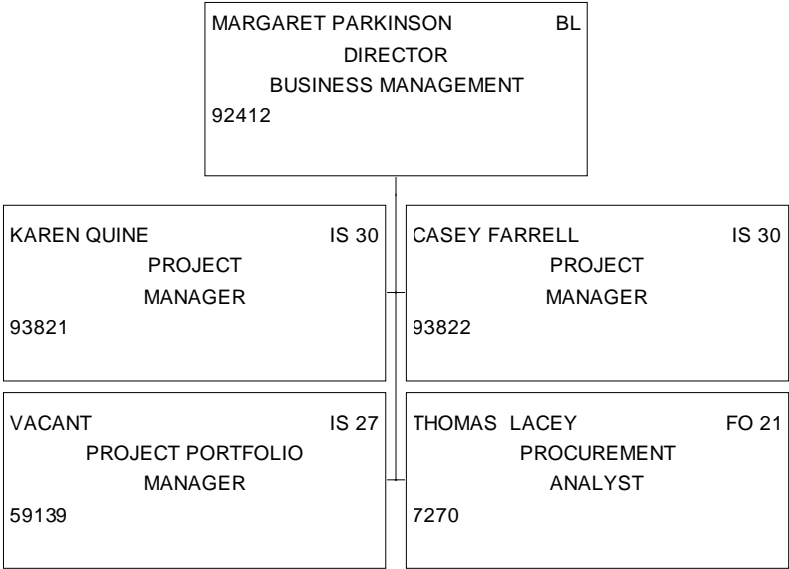 MARGARET PARKINSON BL
DIRECTOR
BUSINESS MANAGEMENT
92412
KAREN QUINE IS 30
PROJECT
MANAGER
93821
CASEY FARRELL IS 30
PROJECT
MANAGER
93822
VACANT IS 27
PROJECT PORTFOLIO
MANAGER
59139
THOMAS LACEY FO 21
PROCUREMENT
ANALYST
7270